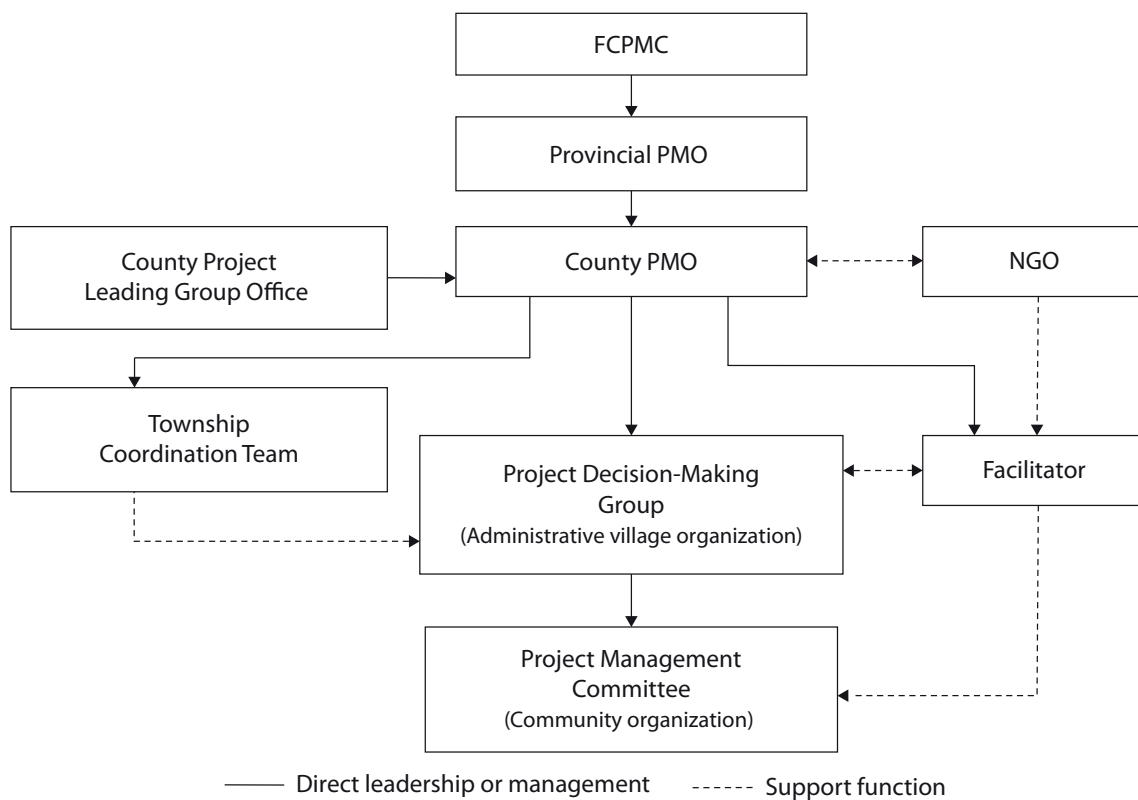 FCPMC
Provincial PMO
County Project
Leading Group Office
County PMO
NGO
Township
Coordination Team
Project Decision-Making
Group
(Administrative village organization)
Facilitator
Project Management
Committee
(Community organization)
Direct leadership or management
Support function